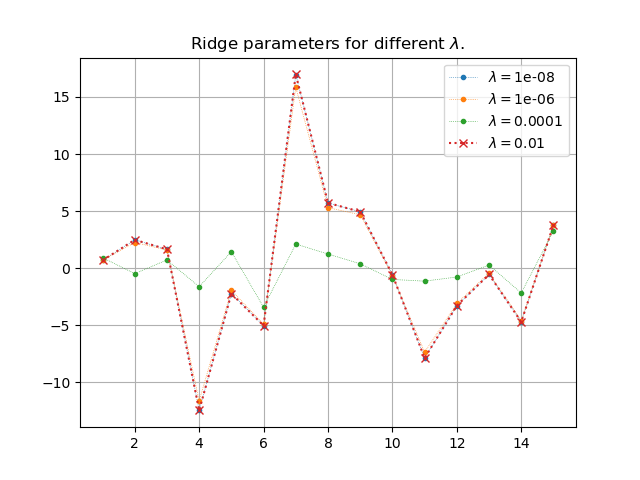 Ridge parameters for different λ.
λ = 1e-08
λ = 1e-06
λ = 0.0001
λ = 0.01
15
10
5
0
−5
−10
2 4 6 8 10 12 14